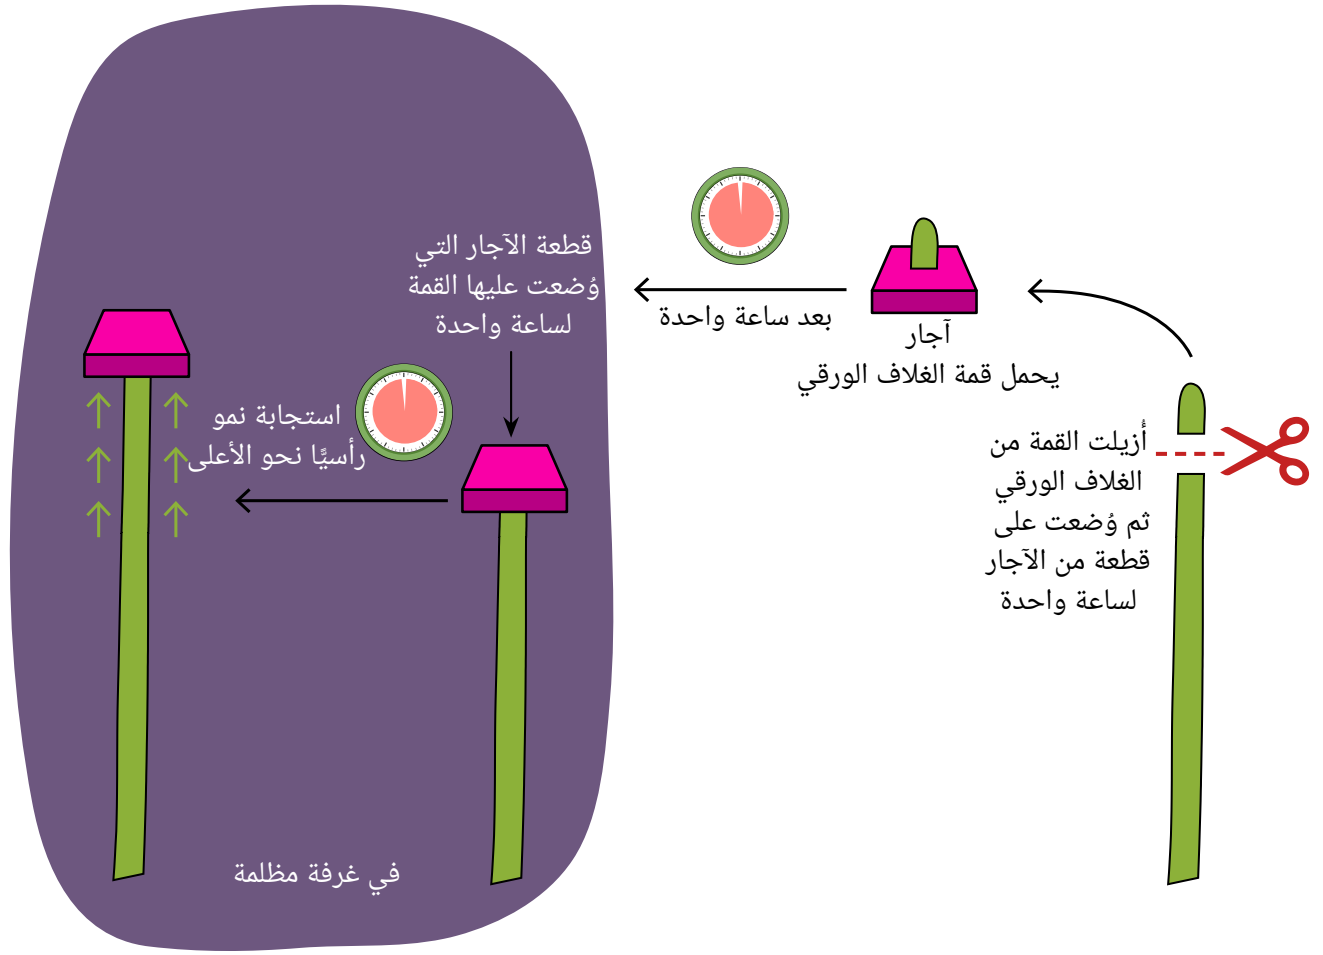 أُزيلت القمة من
الغلاف الورقي
ثم وُضعت على
قطعة من الآجار
لساعة واحدة
آجار
يحمل قمة الغلاف الورقي
بعد ساعة واحدة
قطعة الآجار التي
وُضعت عليها القمة
لساعة واحدة
استجابة نمو
رأسيًّا نحو الأعلى
في غرفة مظلمة